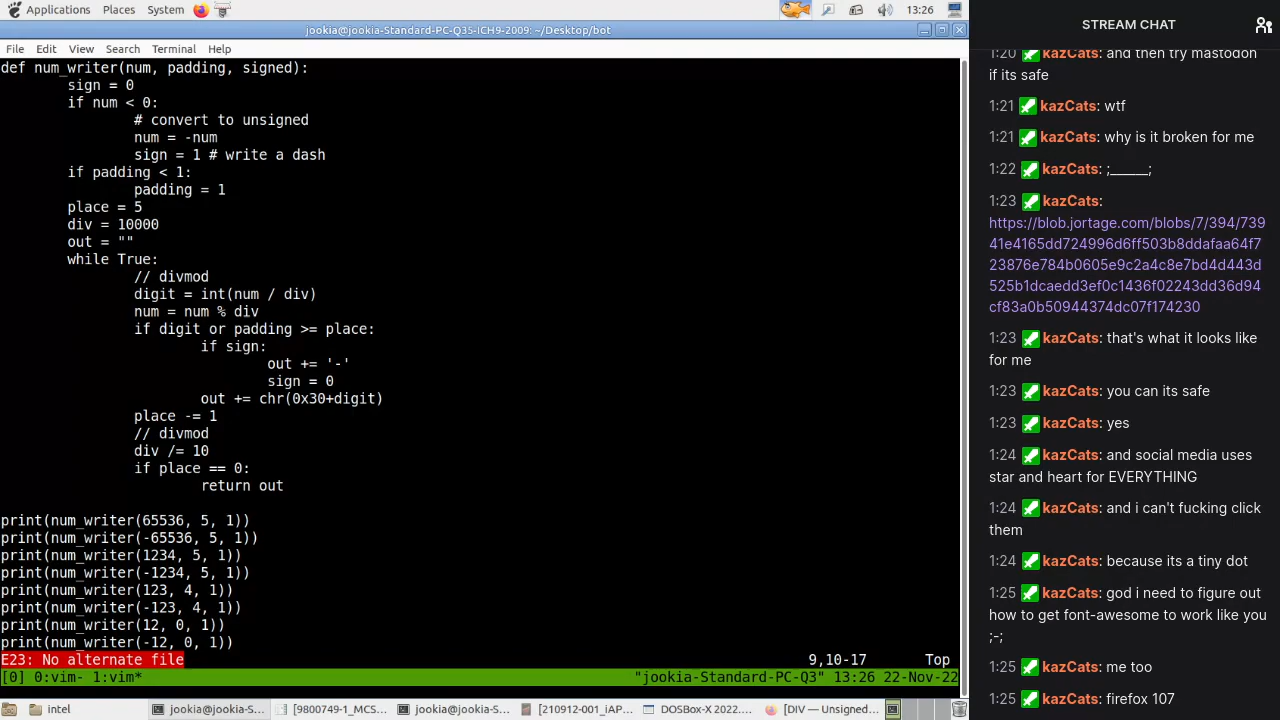 Applications Places System 13:26
jookia@jookia-Standard-PC-Q35-ICH9-2009: ~/Desktop/bot
File Edit View Search Terminal Help
def num_writer(num, padding, signed):
sign = 0
if num < 0:
# convert to unsigned
num = -num
sign = 1 # write a dash
if padding < 1:
padding = 1
place = 5
div = 10000
out = ""
while True:
// divmod
digit = int(num / div)
num = num % div
if digit or padding >= place:
if sign:
out += '-'
sign = 0
out += chr(0x30+digit)
place -= 1
// divmod
div /= 10
if place == 0:
return out
print(num_writer(65536, 5, 1))
print(num_writer(-65536, 5, 1))
print(num_writer(1234, 5, 1))
print(num_writer(-1234, 5, 1))
print(num_writer(123, 4, 1))
print(num_writer(-123, 4, 1))
print(num_writer(12, 0, 1))
print(num_writer(-12, 0, 1))
E23: No alternate file 9,10-17 Top
[0] 0:vim- 1:vim* "jookia-Standard-PC-Q3" 13:26 22-Nov-22
intel jookia@jookia-S... [980819-1_MCS... jookia@jookia-S... [210912-001_iAP... DOSBox-X 2022.... [DIV — Unsigned...
STREAM CHAT
1:20 kazCats: and then try mastodon
if its safe
1:21 kazCats: wtf
1:21 kazCats: why is it broken for me
1:22 kazCats: ;______;
1:23 kazCats:
https://blob.jortage.com/blobs/7/394/739
41e4165dd724996d6ff503b8ddafaa64f7
23876e784b0605e9c2a4c8e7bd4d443d
525b1dcaedd3ef0c1436f02243dd36d94
cf83a0b50944374dc07f174230
1:23 kazCats: that's what it looks like
for me
1:23 kazCats: you can its safe
1:23 kazCats: yes
1:24 kazCats: and social media uses
star and heart for EVERYTHING
1:24 kazCats: and i can't fucking click
them
1:24 kazCats: because its a tiny dot
1:25 kazCats: god i need to figure out
how to get font-awesome to work like you
;-;
1:25 kazCats: me too
1:25 kazCats: firefox 107